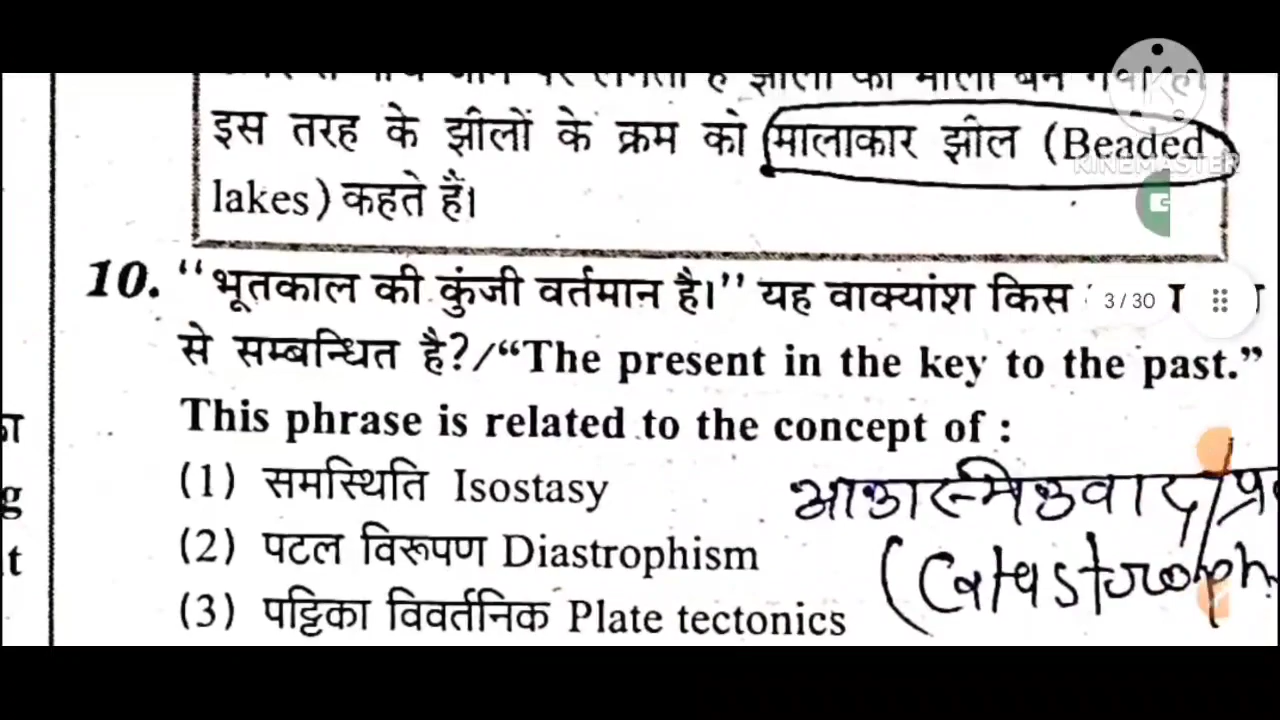 इस तरह के झीलों के क्रम को मालाकार झील (Beaded
KINEMASTER
lakes) कहते हैं।
10. “भूतकाल की कुंजी वर्तमान है।” यह वाक्यांश किस
3/30
से सम्बन्धित है?/“The present in the key to the past.”
This phrase is related to the concept of :
(1) समस्थिति Isostasy
(2) पटल विरूपण Diastrophism
(3) पट्टिका विवर्तनिक Plate tectonics
आकास्मिकवाद/प्र
(Catastroph
का
g
t